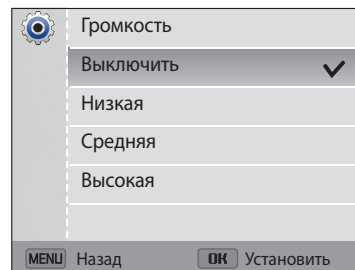 Громкость
Выключить
Низкая
Средняя
Высокая
MENU Назад OK Установить